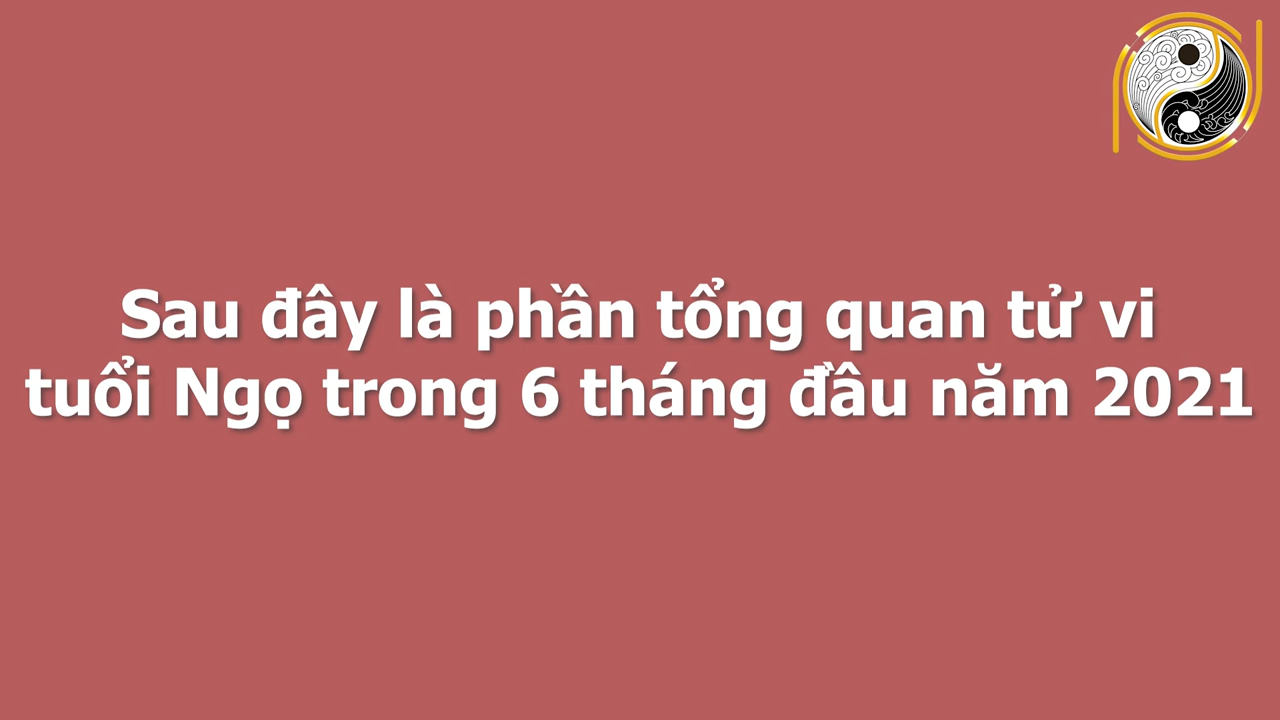 Sau đây là phần tổng quan tử vi
tuổi Ngọ trong 6 tháng đầu năm 2021